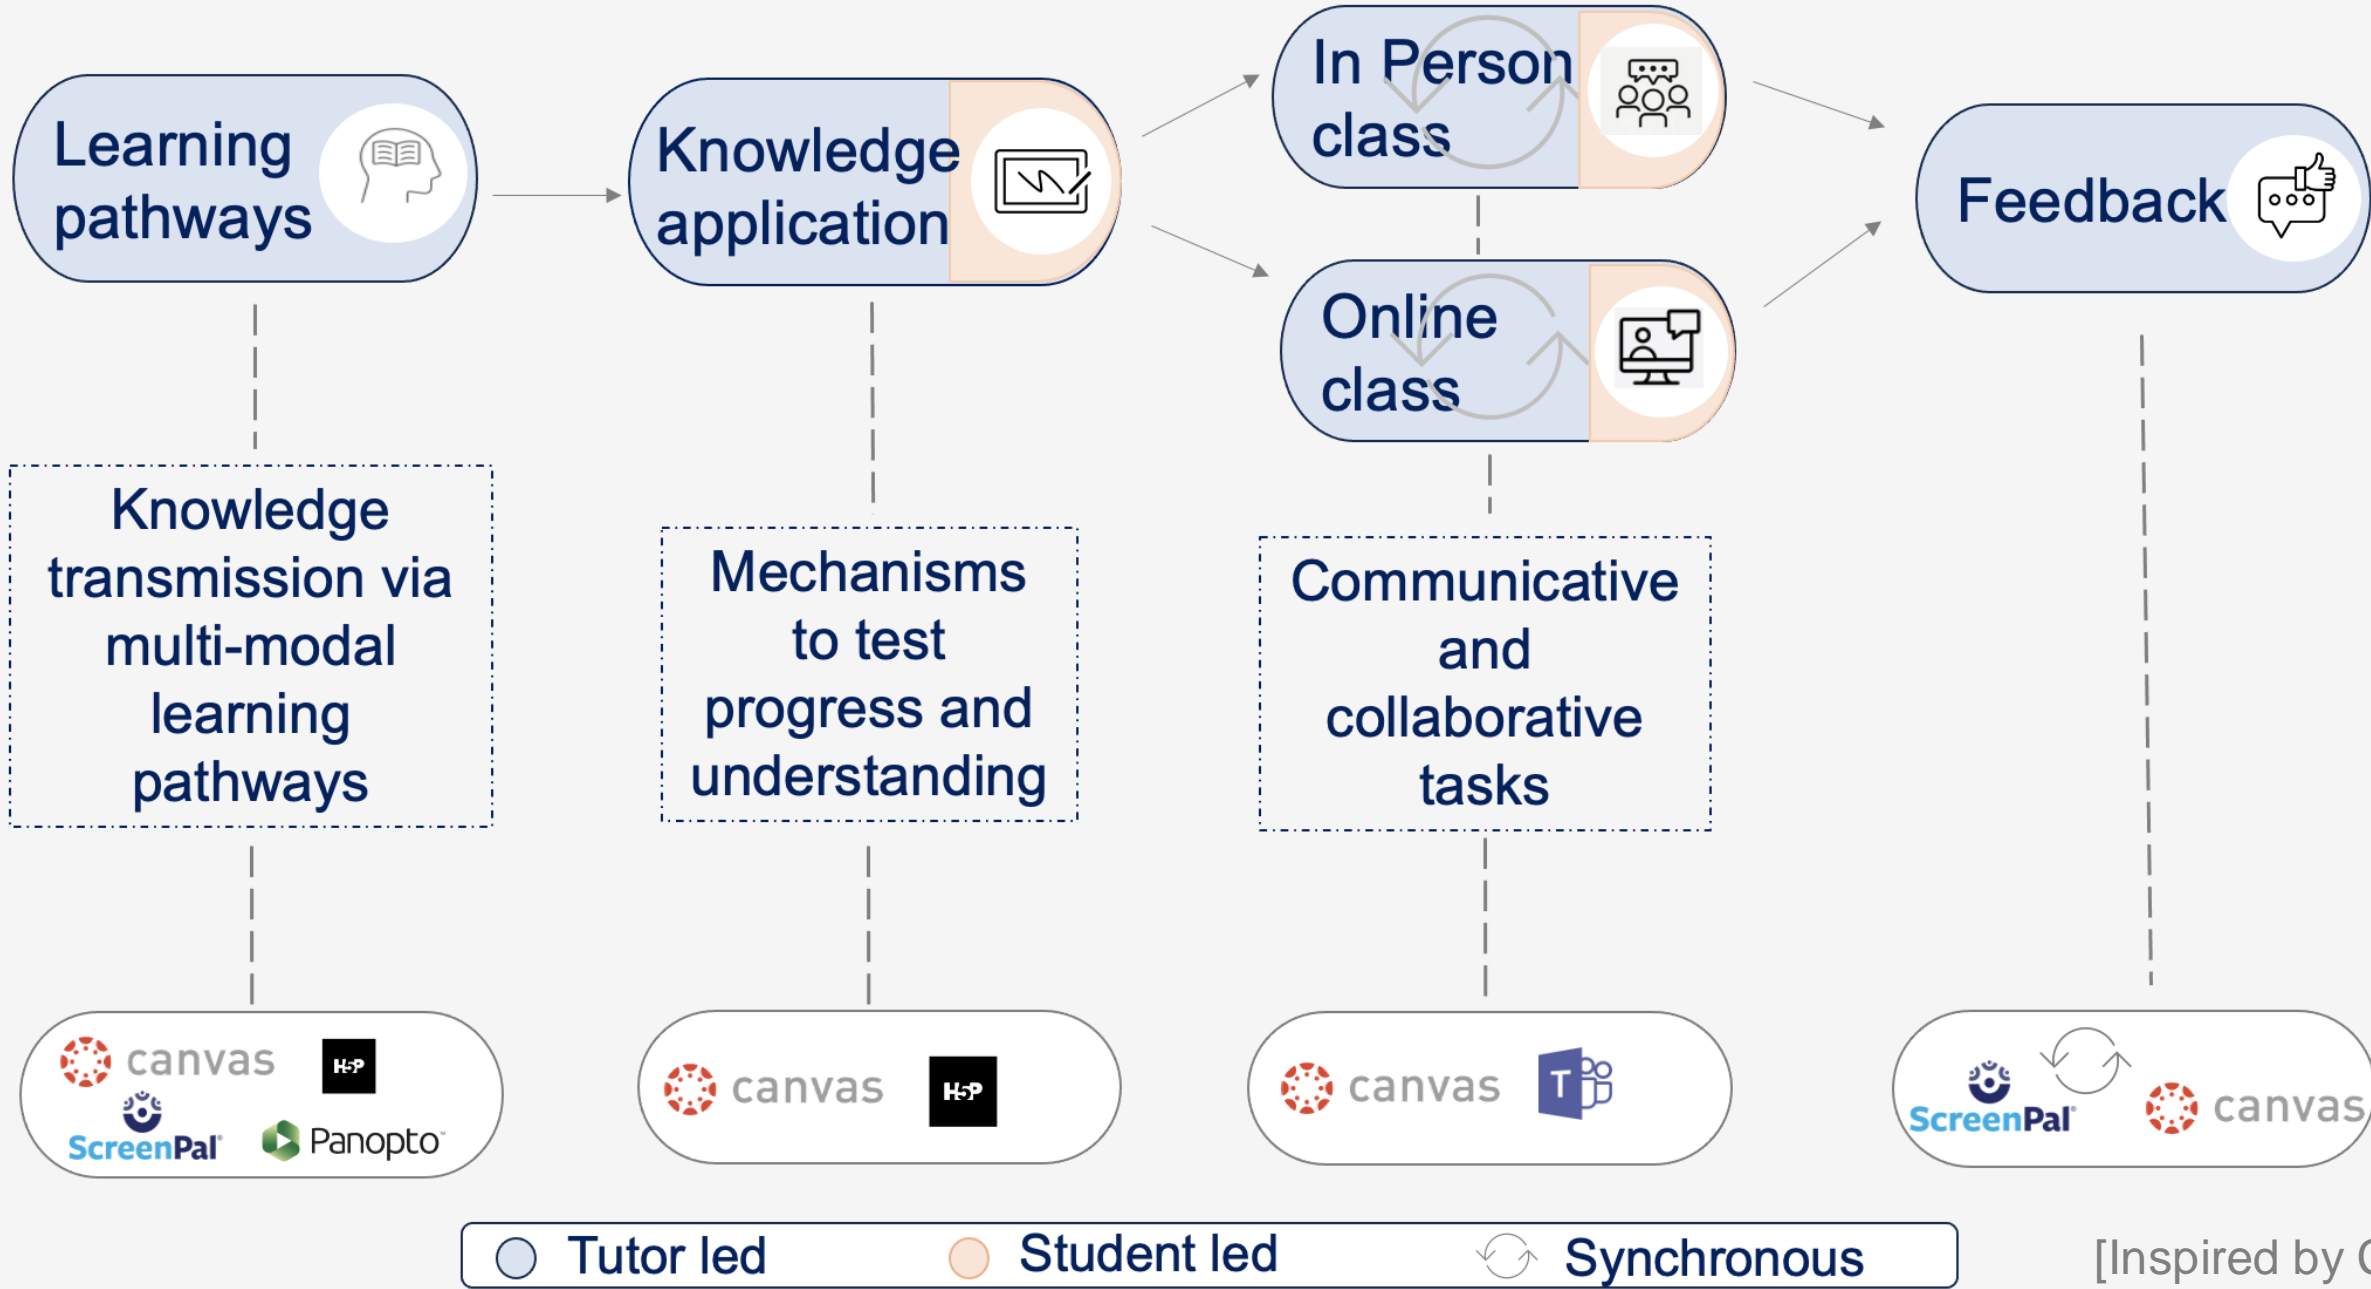 Learning
pathways
Knowledge
application
In Person
class
Online
class
Feedback
Knowledge
transmission via
multi-modal
learning
pathways
Mechanisms
to test
progress and
understanding
Communicative
and
collaborative
tasks
canvas
H5P
ScreenPal
Panopto
canvas
H5P
canvas
T
ScreenPal
canvas
Tutor led
Student led
Synchronous
[Inspired by